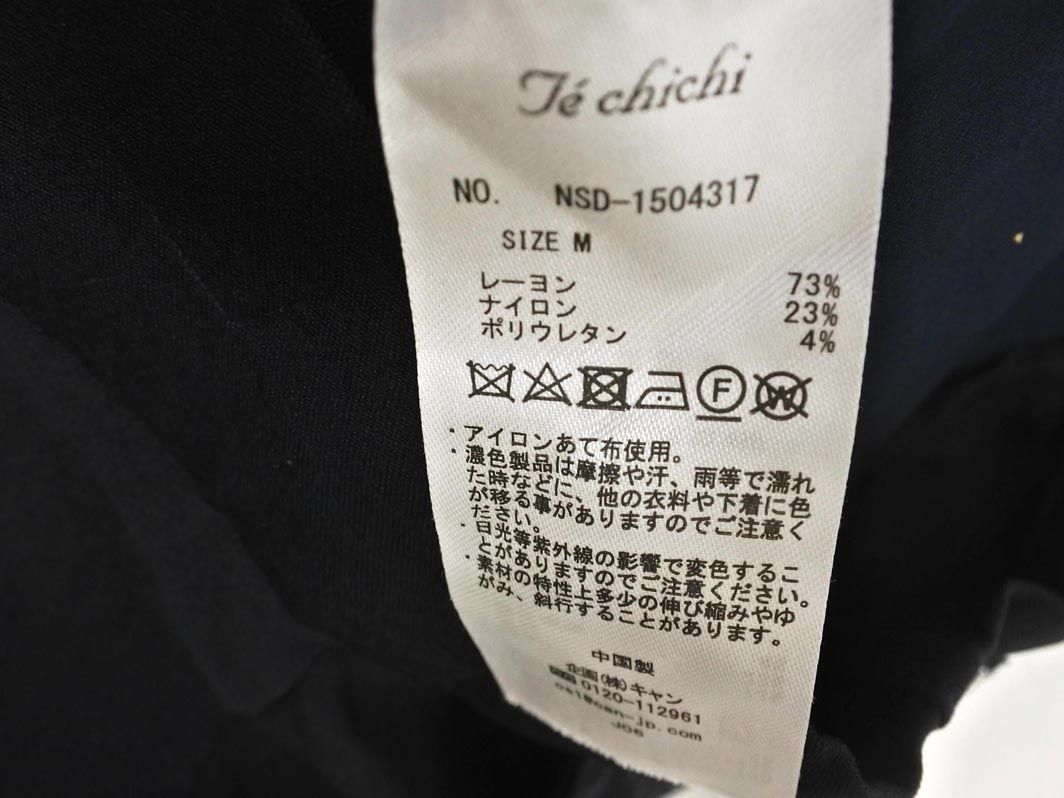 Té chichi
NO. NSD-1504317
SIZE M
レーヨン 73%
ナイロン 23%
ポリウレタン 4%
F W
・アイロンあて布使用。
・濃色製品は摩擦や汗、雨等で濡れ
た時などに、他の衣料や下着に色
が移る事がありますのでご注意く
ださい。
・日光等紫外線の影響で変色するこ
とがありますのでご注意ください。
・素材の特性上多少の伸び縮みやゆ
がみ、斜行することがあります。
中国製
企画(株)キャン
0120-112961
cs1@can-jp.com
J06